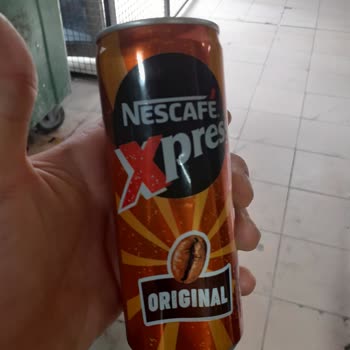 NESCAFÉ
Xpres
ORIGINAL